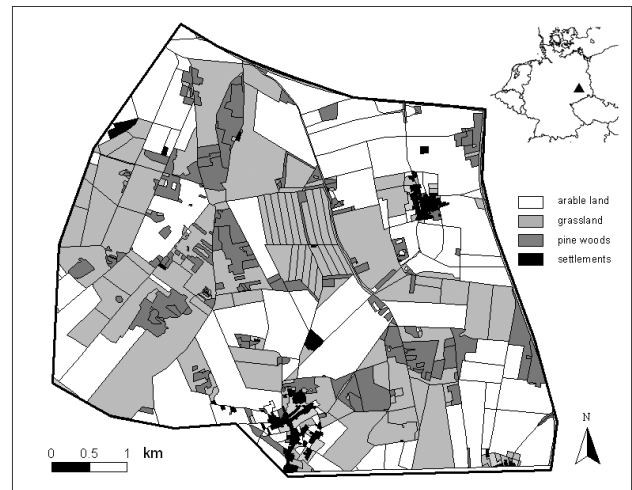 arable land
grassland
pine woods
settlements
N
0 0.5 1 km